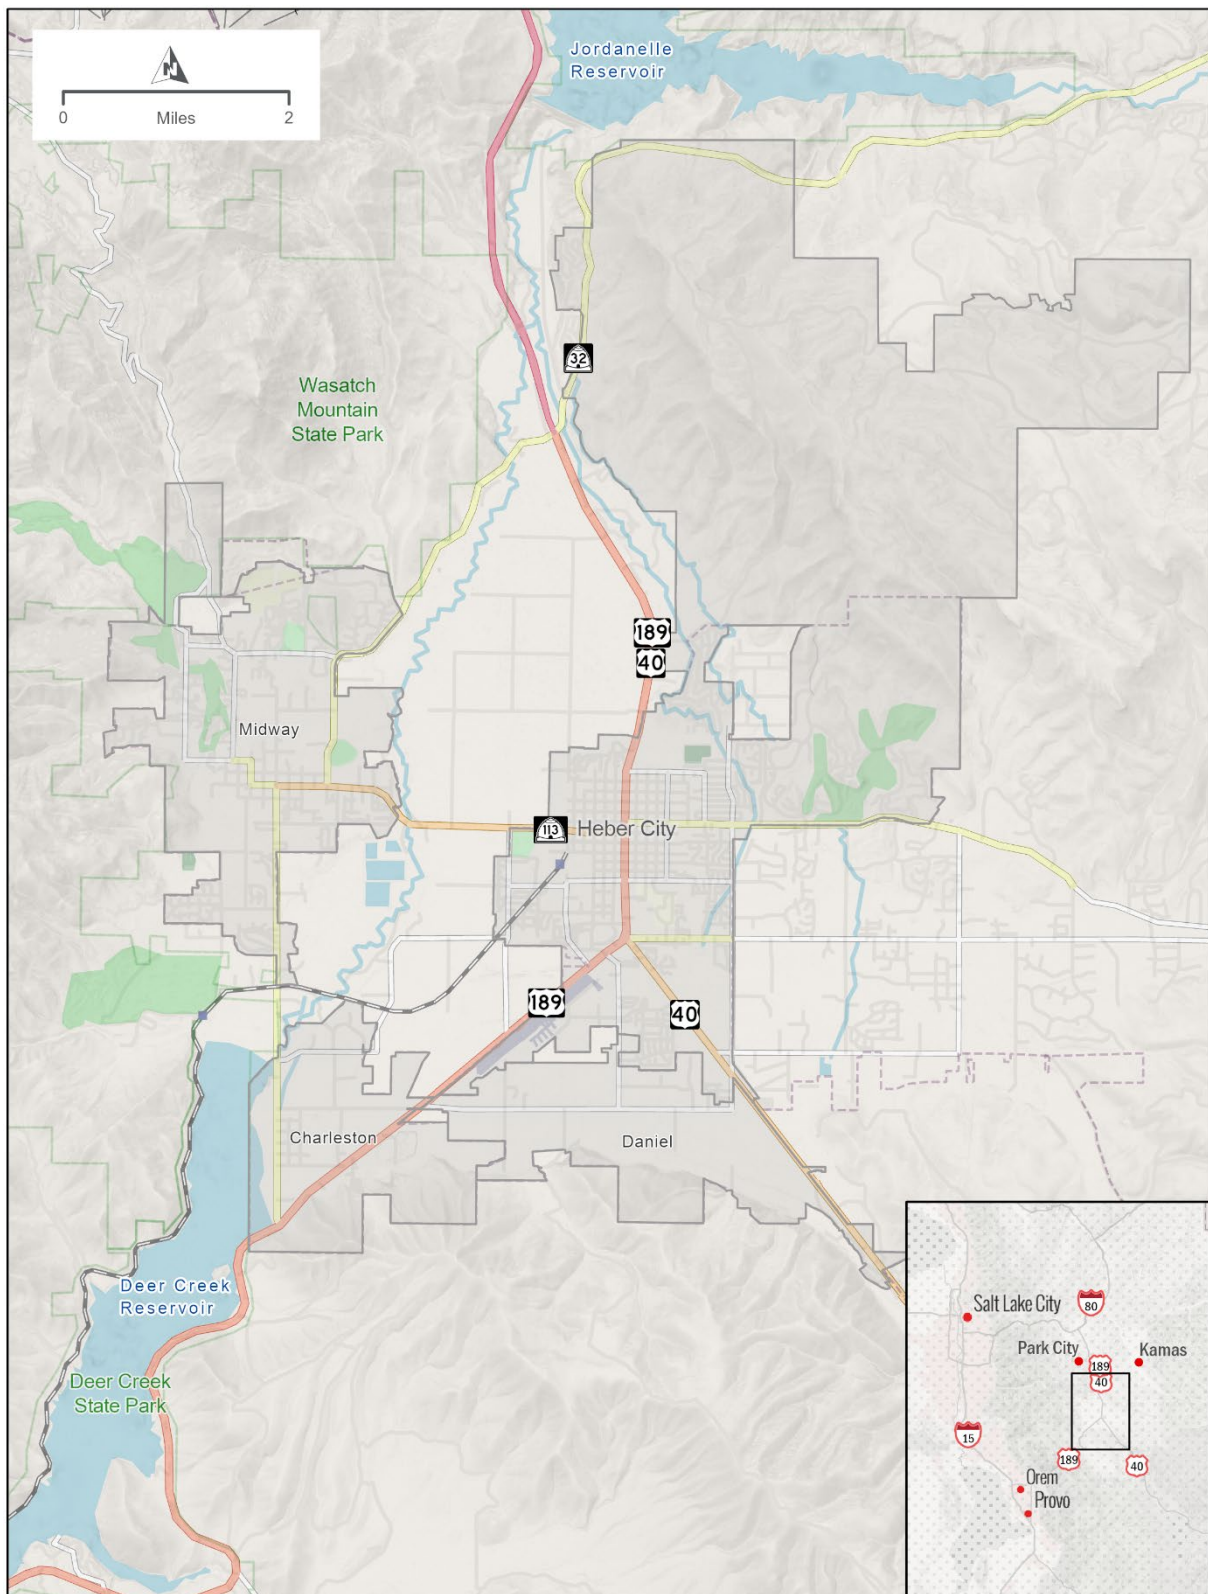 N
0 Miles 2
Jordanelle
Reservoir
32
Wasatch
Mountain
State Park
189
40
Midway
113
Heber City
189
40
Charleston
Daniel
Deer Creek
Reservoir
Deer Creek
State Park
80
Salt Lake City
Park City
189
Kamas
40
15
189
40
Orem
Provo